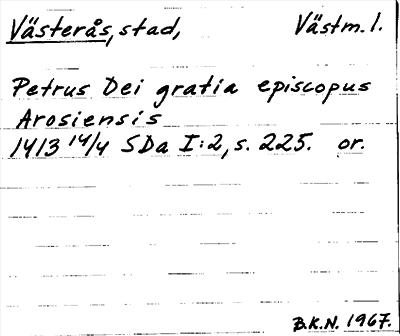 Västerås, stad, Västm. l.
Petrus Dei gratia episcopus
Arosiensis
1413 14/4 SDa I:2, s. 225. or.
B.K.N. 1967.